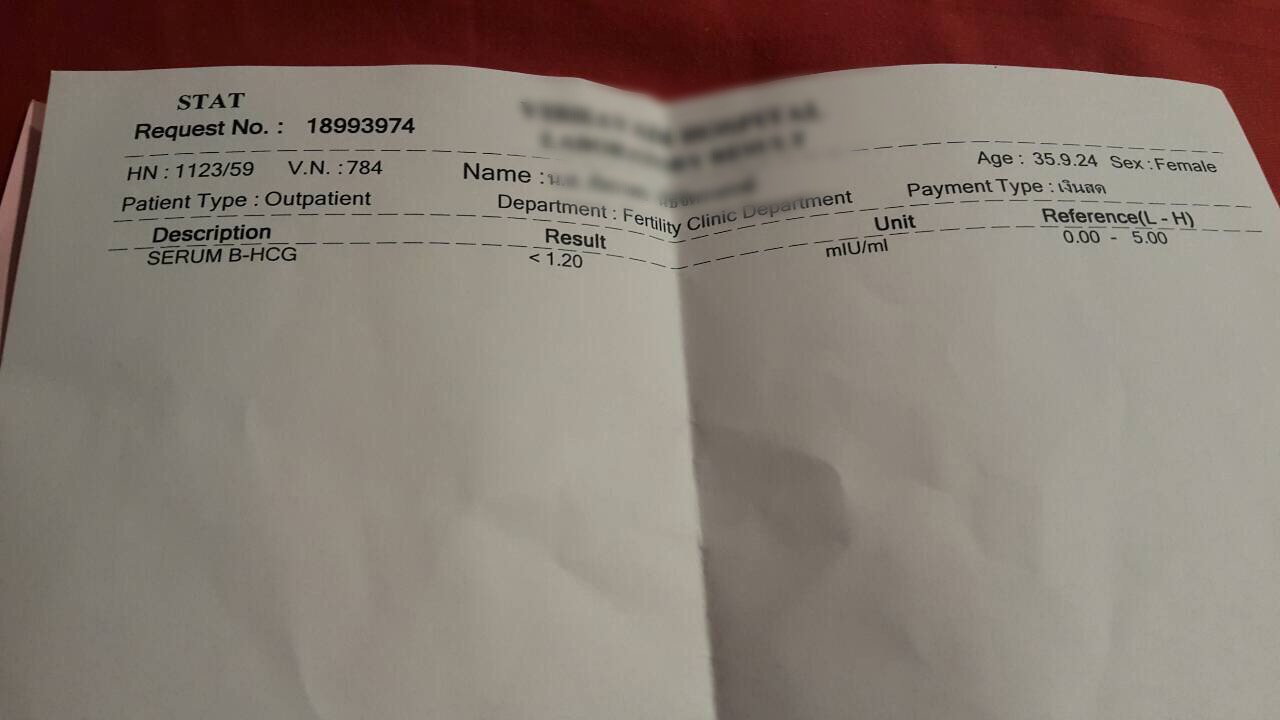 STAT
Request No. : 18993974
HN : 1123/59 V.N. : 784 Name : Age : 35.9.24 Sex : Female
Patient Type : Outpatient Department : Fertility Clinic Department Payment Type : เงินสด
Description Result Unit Reference(L - H)
SERUM B-HCG < 1.20 mIU/ml 0.00 - 5.00